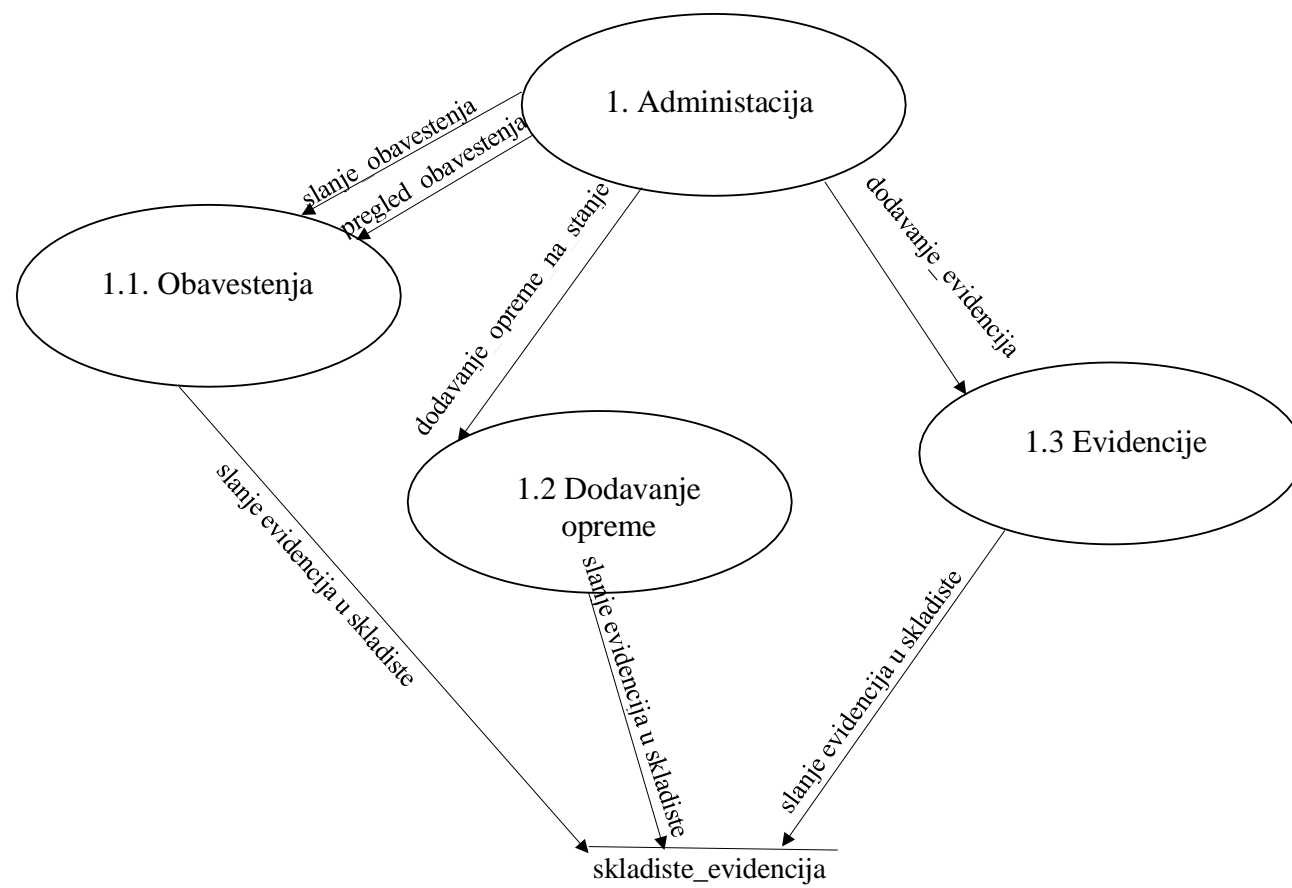 1. Administacija
slanje_obavestenja
pregled_obavestenja
dodavanje_opreme_na_stanje
dodavanje_evidencija
1.1. Obavestenja
1.2 Dodavanje
opreme
1.3 Evidencije
slanje evidencija u skladiste
slanje evidencija u skladiste
slanje evidencija u skladiste
skladiste_evidencija